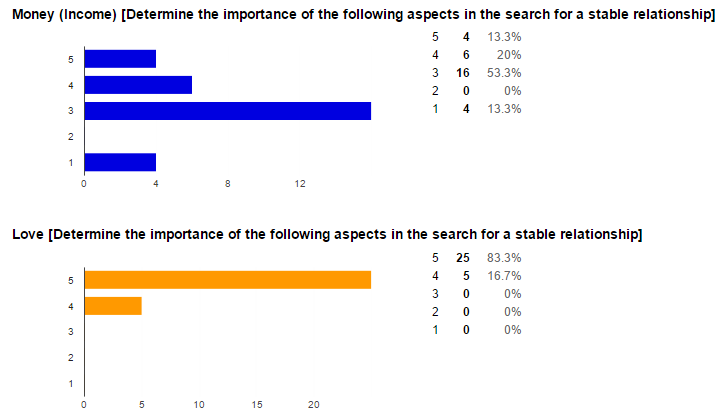 Money (Income) [Determine the importance of the following aspects in the search for a stable relationship]
5 4 13.3%
4 6 20%
3 16 53.3%
2 0 0%
1 4 13.3%
5
4
3
2
1
0 4 8 12
Love [Determine the importance of the following aspects in the search for a stable relationship]
5 25 83.3%
4 5 16.7%
3 0 0%
2 0 0%
1 0 0%
5
4
3
2
1
0 5 10 15 20